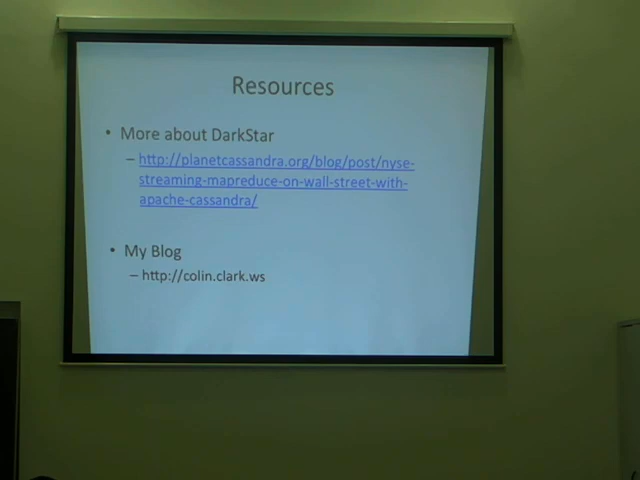 Resources
• More about DarkStar
– http://planetcassandra.org/blog/post/nyse-
streaming-mapreduce-on-wall-street-with-
apache-cassandra/
• My Blog
– http://colin.clark.ws